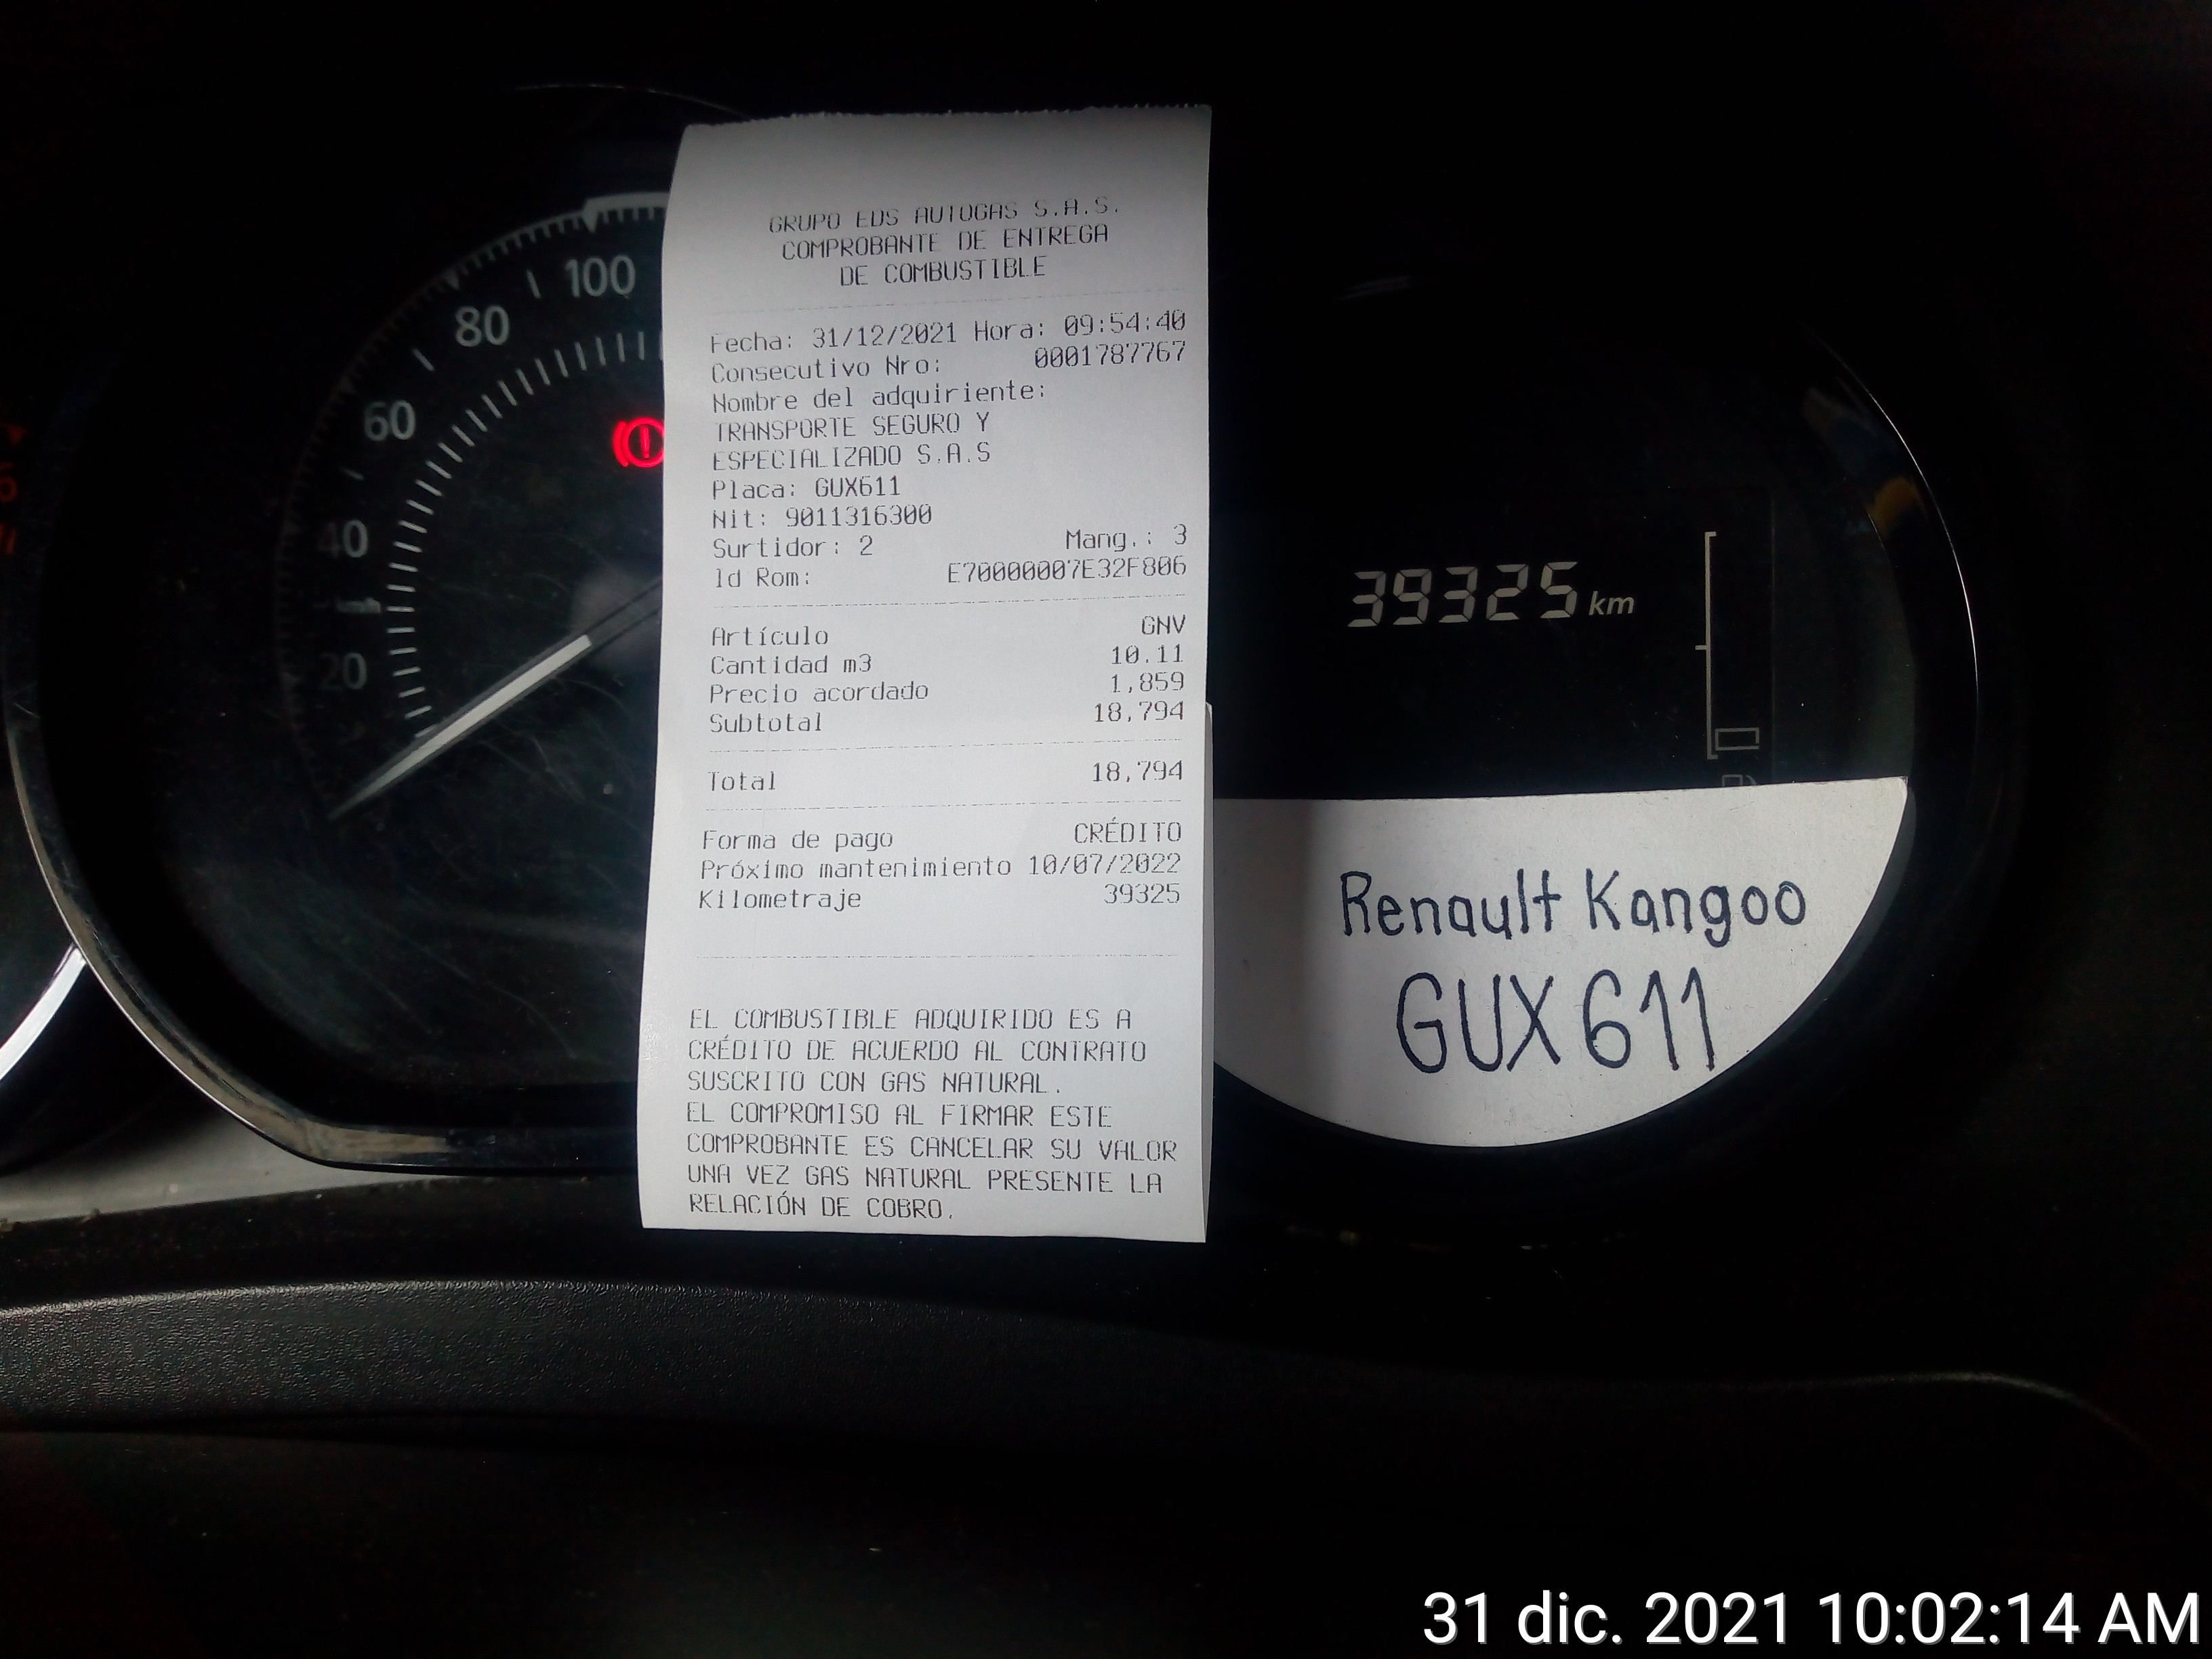 GRUPO EDS AUTOGAS S.A.S.
COMPROBANTE DE ENTREGA
DE COMBUSTIBLE
Fecha: 31/12/2021 Hora: 09:54:40
Consecutivo Nro: 0001787767
Nombre del adquiriente:
TRANSPORTE SEGURO Y
ESPECIALIZADO S.A.S
Placa: GUX611
Nit: 9011316300
Surtidor: 2 Mang.: 3
Id Rom: E70000007E32F806
Artículo GNV
Cantidad m3 10.11
Precio acordado 1,859
Subtotal 18,794
Total 18,794
Forma de pago CRÉDITO
Próximo mantenimiento 10/07/2022
Kilometraje 39325
EL COMBUSTIBLE ADQUIRIDO ES A
CRÉDITO DE ACUERDO AL CONTRATO
SUSCRITO CON GAS NATURAL.
EL COMPROMISO AL FIRMAR ESTE
COMPROBANTE ES CANCELAR SU VALOR
UNA VEZ GAS NATURAL PRESENTE LA
RELACIÓN DE COBRO.
100
80
60
40
km/h
20
39325 km
Renault Kangoo
GUX 611
31 dic. 2021 10:02:14 AM